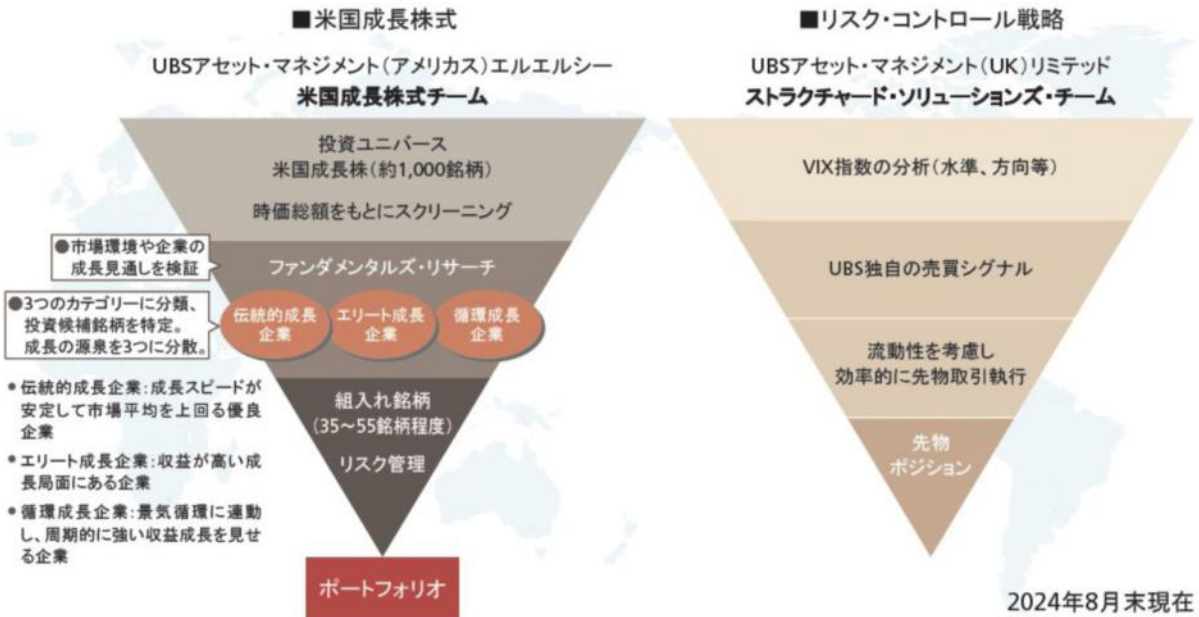 ■米国成長株式
UBSアセット・マネジメント(アメリカス)エルエルシー
米国成長株式チーム
投資ユニバース
米国成長株(約1,000銘柄)
時価総額をもとにスクリーニング
●市場環境や企業の
成長見通しを検証
ファンダメンタルズ・リサーチ
●3つのカテゴリーに分類、
投資候補銘柄を特定。
成長の源泉を3つに分散。
伝統的成長
企業
エリート成長
企業
循環成長
企業
• 伝統的成長企業:成長スピードが
安定して市場平均を上回る優良
企業
• エリート成長企業:収益が高い成
長局面にある企業
• 循環成長企業:景気循環に連動
し、周期的に強い収益成長を見せ
る企業
組入れ銘柄
(35~55銘柄程度)
リスク管理
ポートフォリオ
■リスク・コントロール戦略
UBSアセット・マネジメント(UK)リミテッド
ストラクチャード・ソリューションズ・チーム
VIX指数の分析(水準、方向等)
UBS独自の売買シグナル
流動性を考慮し
効率的に先物取引執行
先物
ポジション
2024年8月末現在